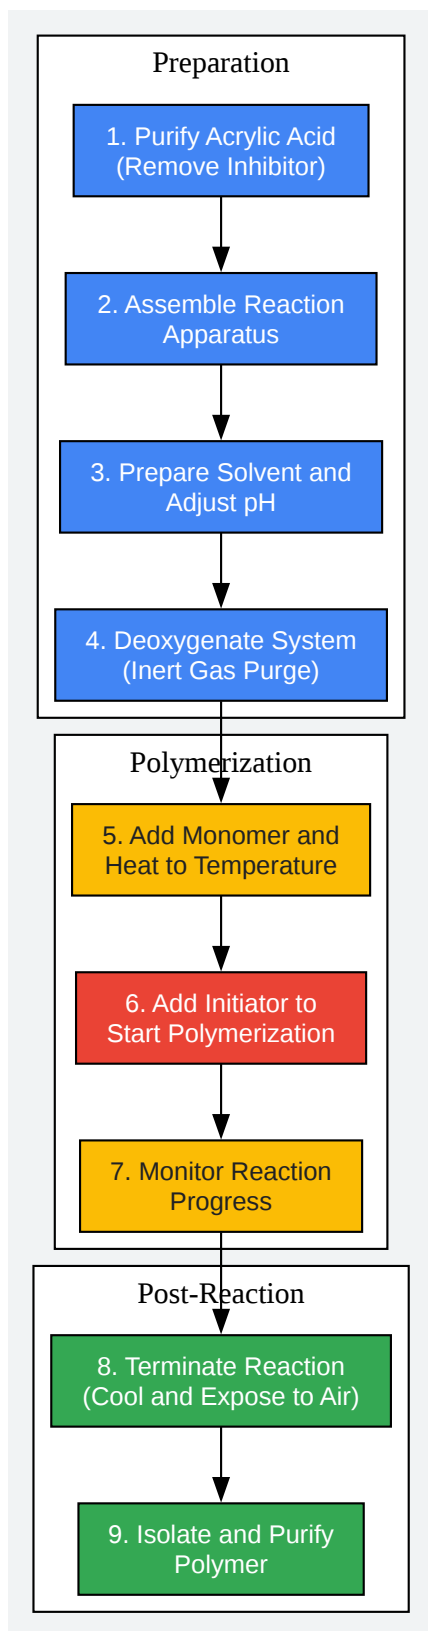 Preparation
1. Purify Acrylic Acid
(Remove Inhibitor)
2. Assemble Reaction
Apparatus
3. Prepare Solvent and
Adjust pH
4. Deoxygenate System
(Inert Gas Purge)
Polymerization
5. Add Monomer and
Heat to Temperature
6. Add Initiator to
Start Polymerization
7. Monitor Reaction
Progress
Post-Reaction
8. Terminate Reaction
(Cool and Expose to Air)
9. Isolate and Purify
Polymer